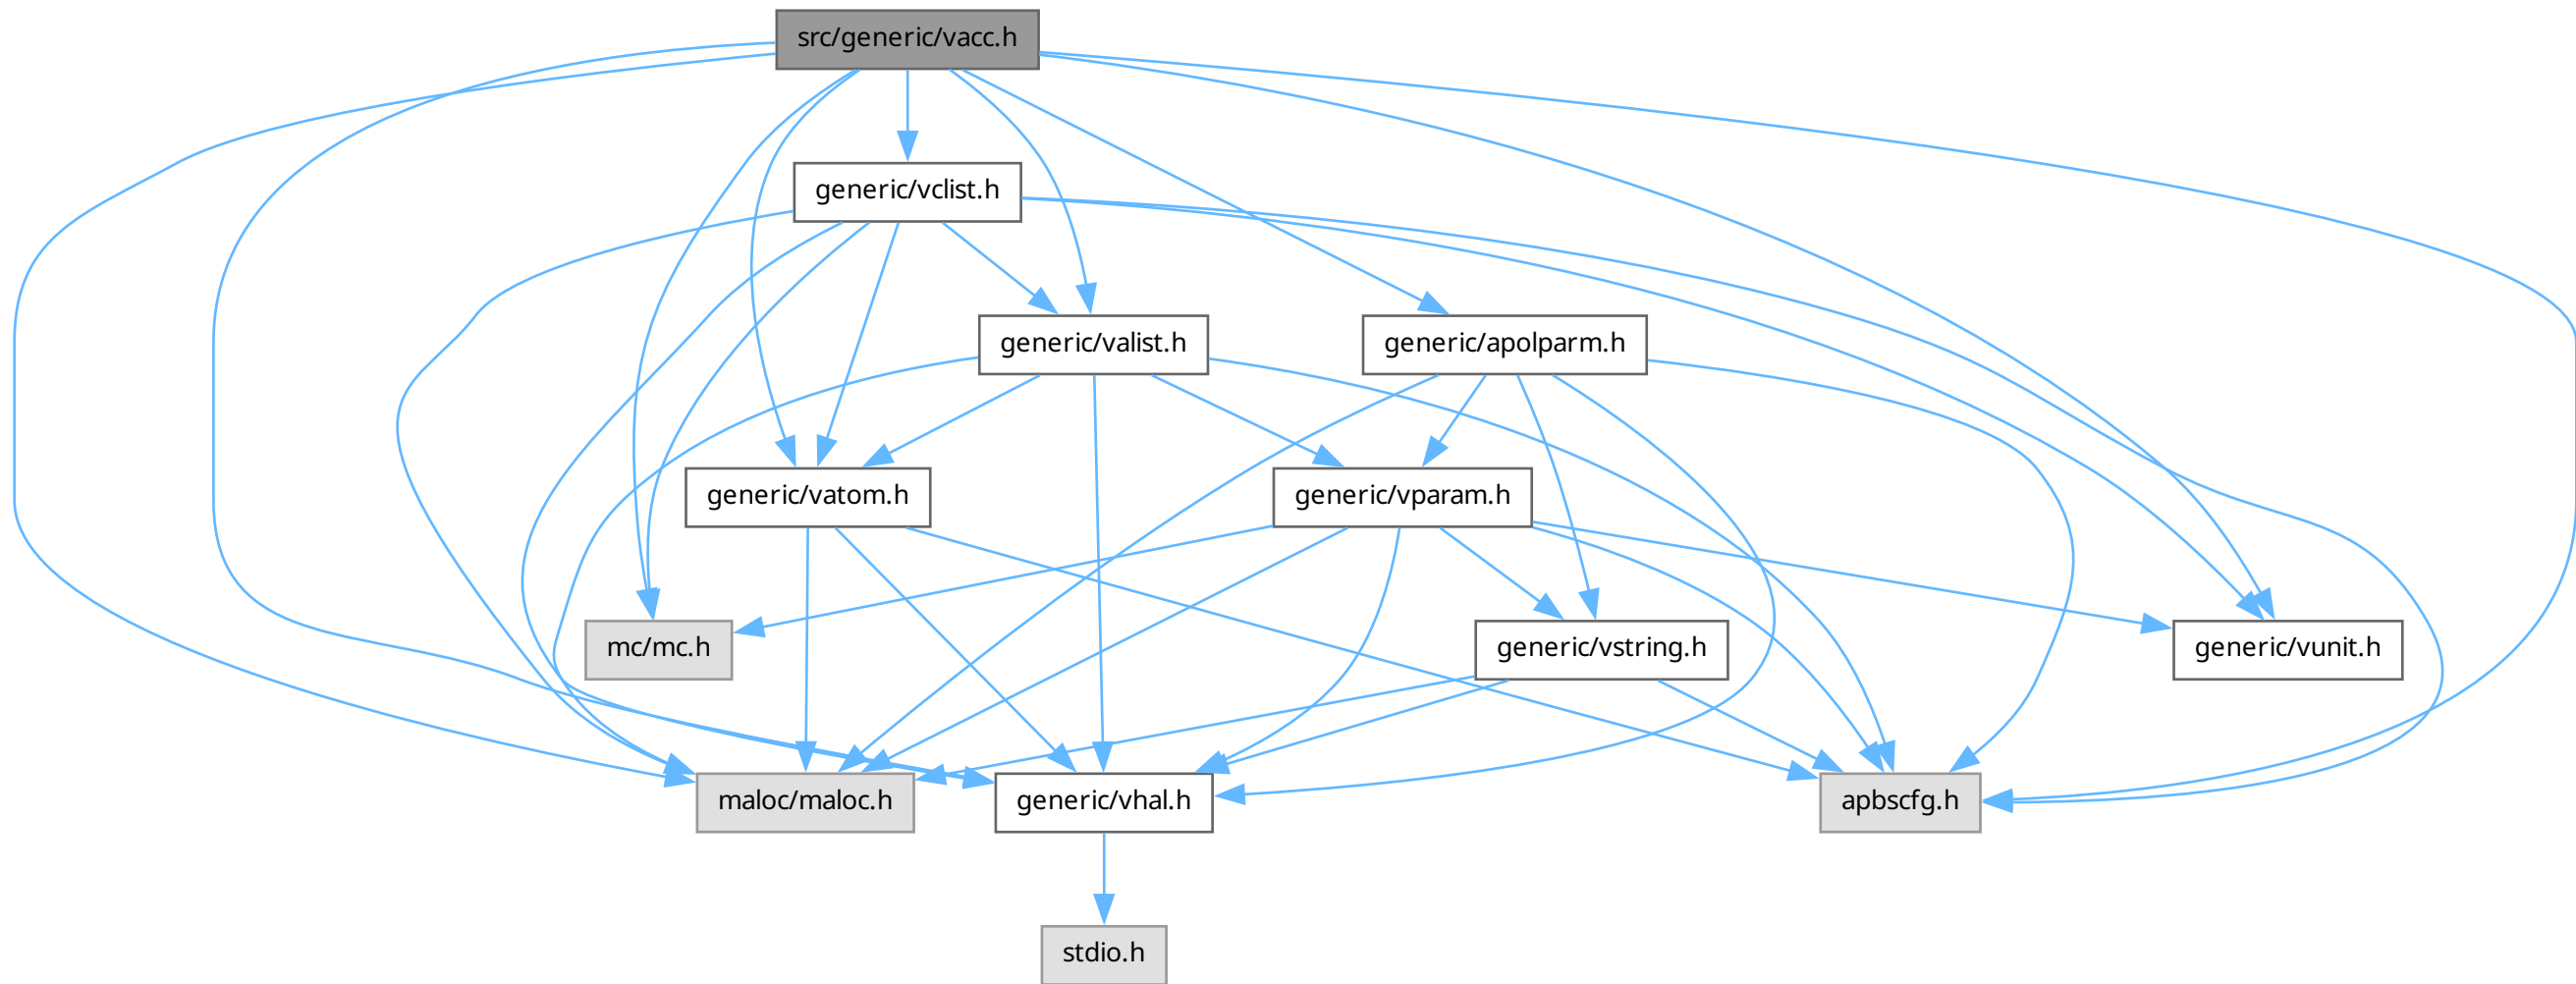 src/generic/vacc.h
generic/vclist.h
generic/valist.h
generic/apolparm.h
generic/vatom.h
generic/vparam.h
mc/mc.h
generic/vstring.h
generic/vunit.h
maloc/maloc.h
generic/vhal.h
apbscfg.h
stdio.h